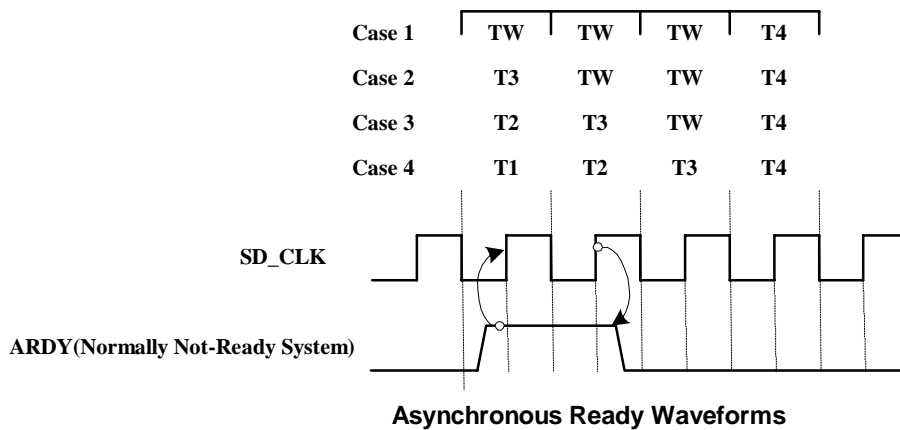 Case 1 TW TW TW T4
Case 2 T3 TW TW T4
Case 3 T2 T3 TW T4
Case 4 T1 T2 T3 T4
SD_CLK
ARDY(Normally Not-Ready System)
Asynchronous Ready Waveforms